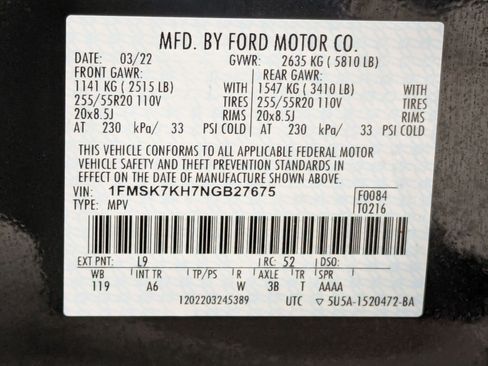 MFD. BY FORD MOTOR CO.
DATE: 03/22 GVWR: 2635 KG ( 5810 LB)
FRONT GAWR: REAR GAWR:
1141 KG ( 2515 LB) WITH 1547 KG ( 3410 LB) WITH
255/55R20 110V TIRES 255/55R20 110V TIRES
20x8.5J RIMS 20x8.5J RIMS
AT 230 kPa/ 33 PSI COLD AT 230 kPa/ 33 PSI COLD
THIS VEHICLE CONFORMS TO ALL APPLICABLE FEDERAL MOTOR
VEHICLE SAFETY AND THEFT PREVENTION STANDARDS IN
EFFECT ON THE DATE OF MANUFACTURE SHOWN ABOVE.
VIN: 1FMSK7KH7NGB27675 F0084
TYPE: MPV T0216
EXT PNT: L9 RC: 52 DSO:
WB INT TR TP/PS R AXLE TR SPR
119 A6 W 3B T AAAA
1202203245389 UTC 5U5A-1520472-BA